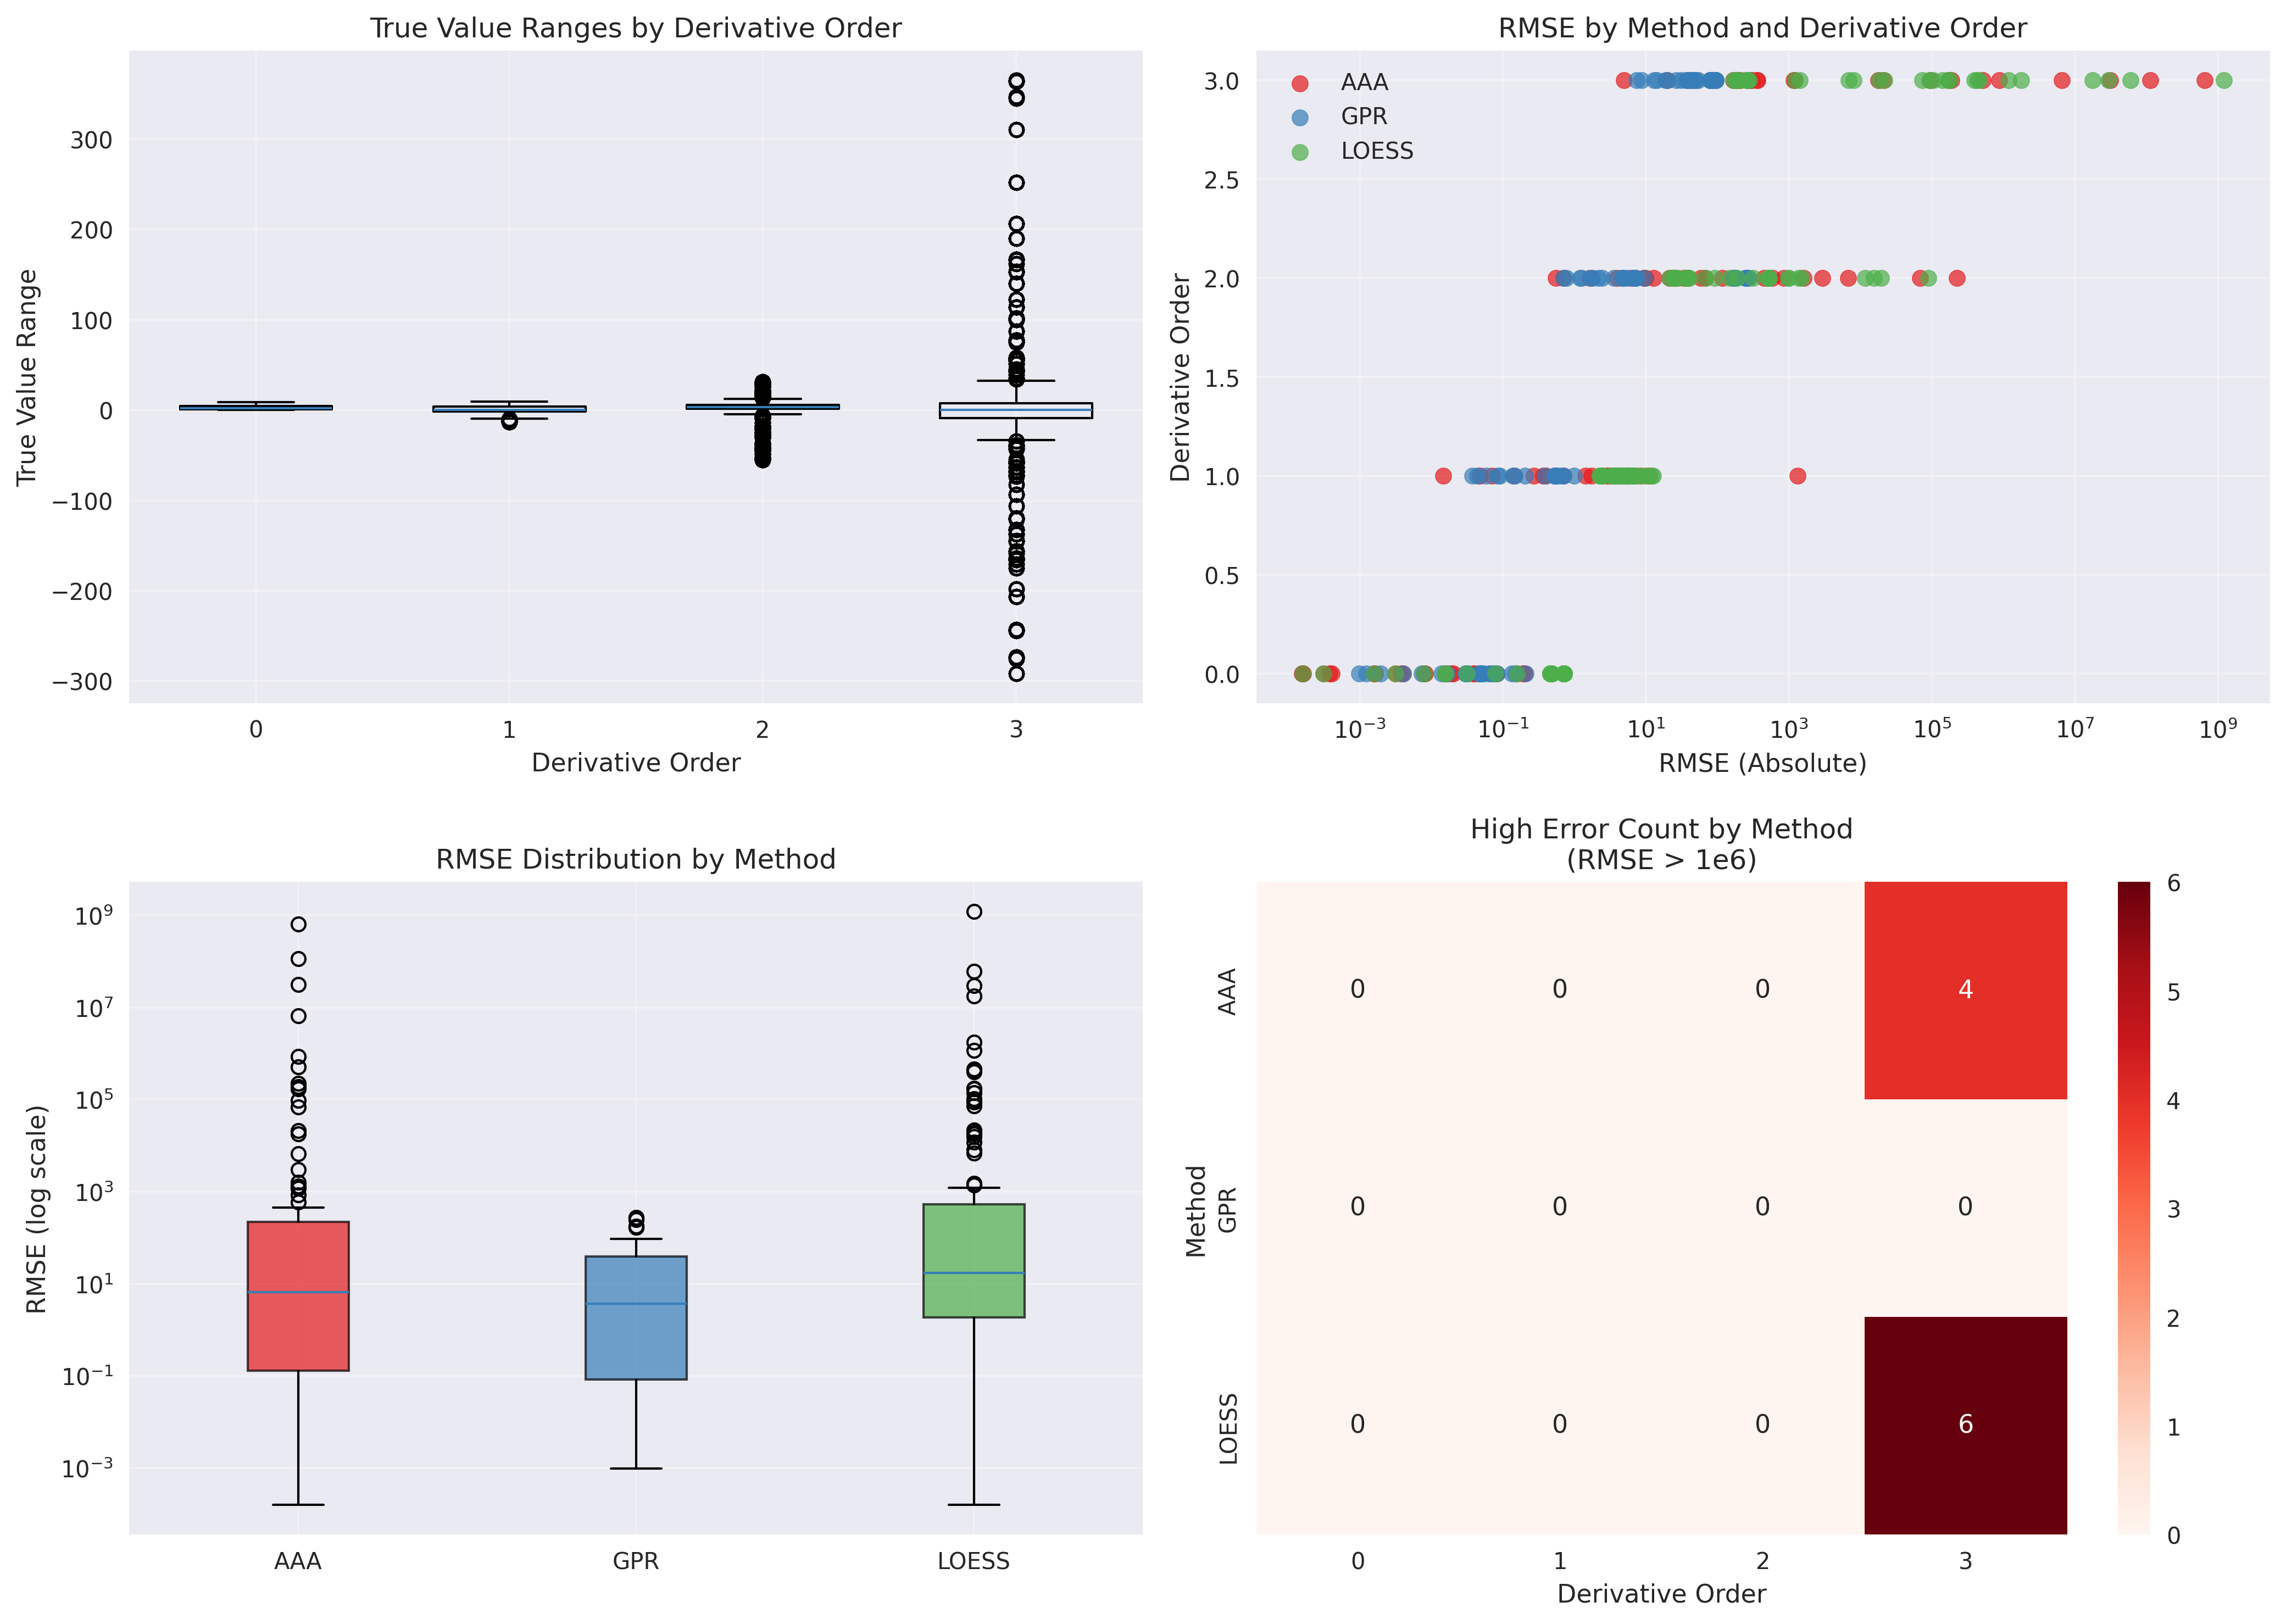 True Value Ranges by Derivative Order
True Value Range
300
200
100
0
−100
−200
−300
0
1
2
3
Derivative Order
RMSE by Method and Derivative Order
AAA
GPR
LOESS
Derivative Order
3.0
2.5
2.0
1.5
1.0
0.5
0.0
10⁻³
10⁻¹
10¹
10³
10⁵
10⁷
10⁹
RMSE (Absolute)
RMSE Distribution by Method
RMSE (log scale)
10⁹
10⁷
10⁵
10³
10¹
10⁻¹
10⁻³
AAA
GPR
LOESS
High Error Count by Method
(RMSE > 1e6)
Method
AAA
0
0
0
4
GPR
0
0
0
0
LOESS
0
0
0
6
0
1
2
3
Derivative Order
6
5
4
3
2
1
0